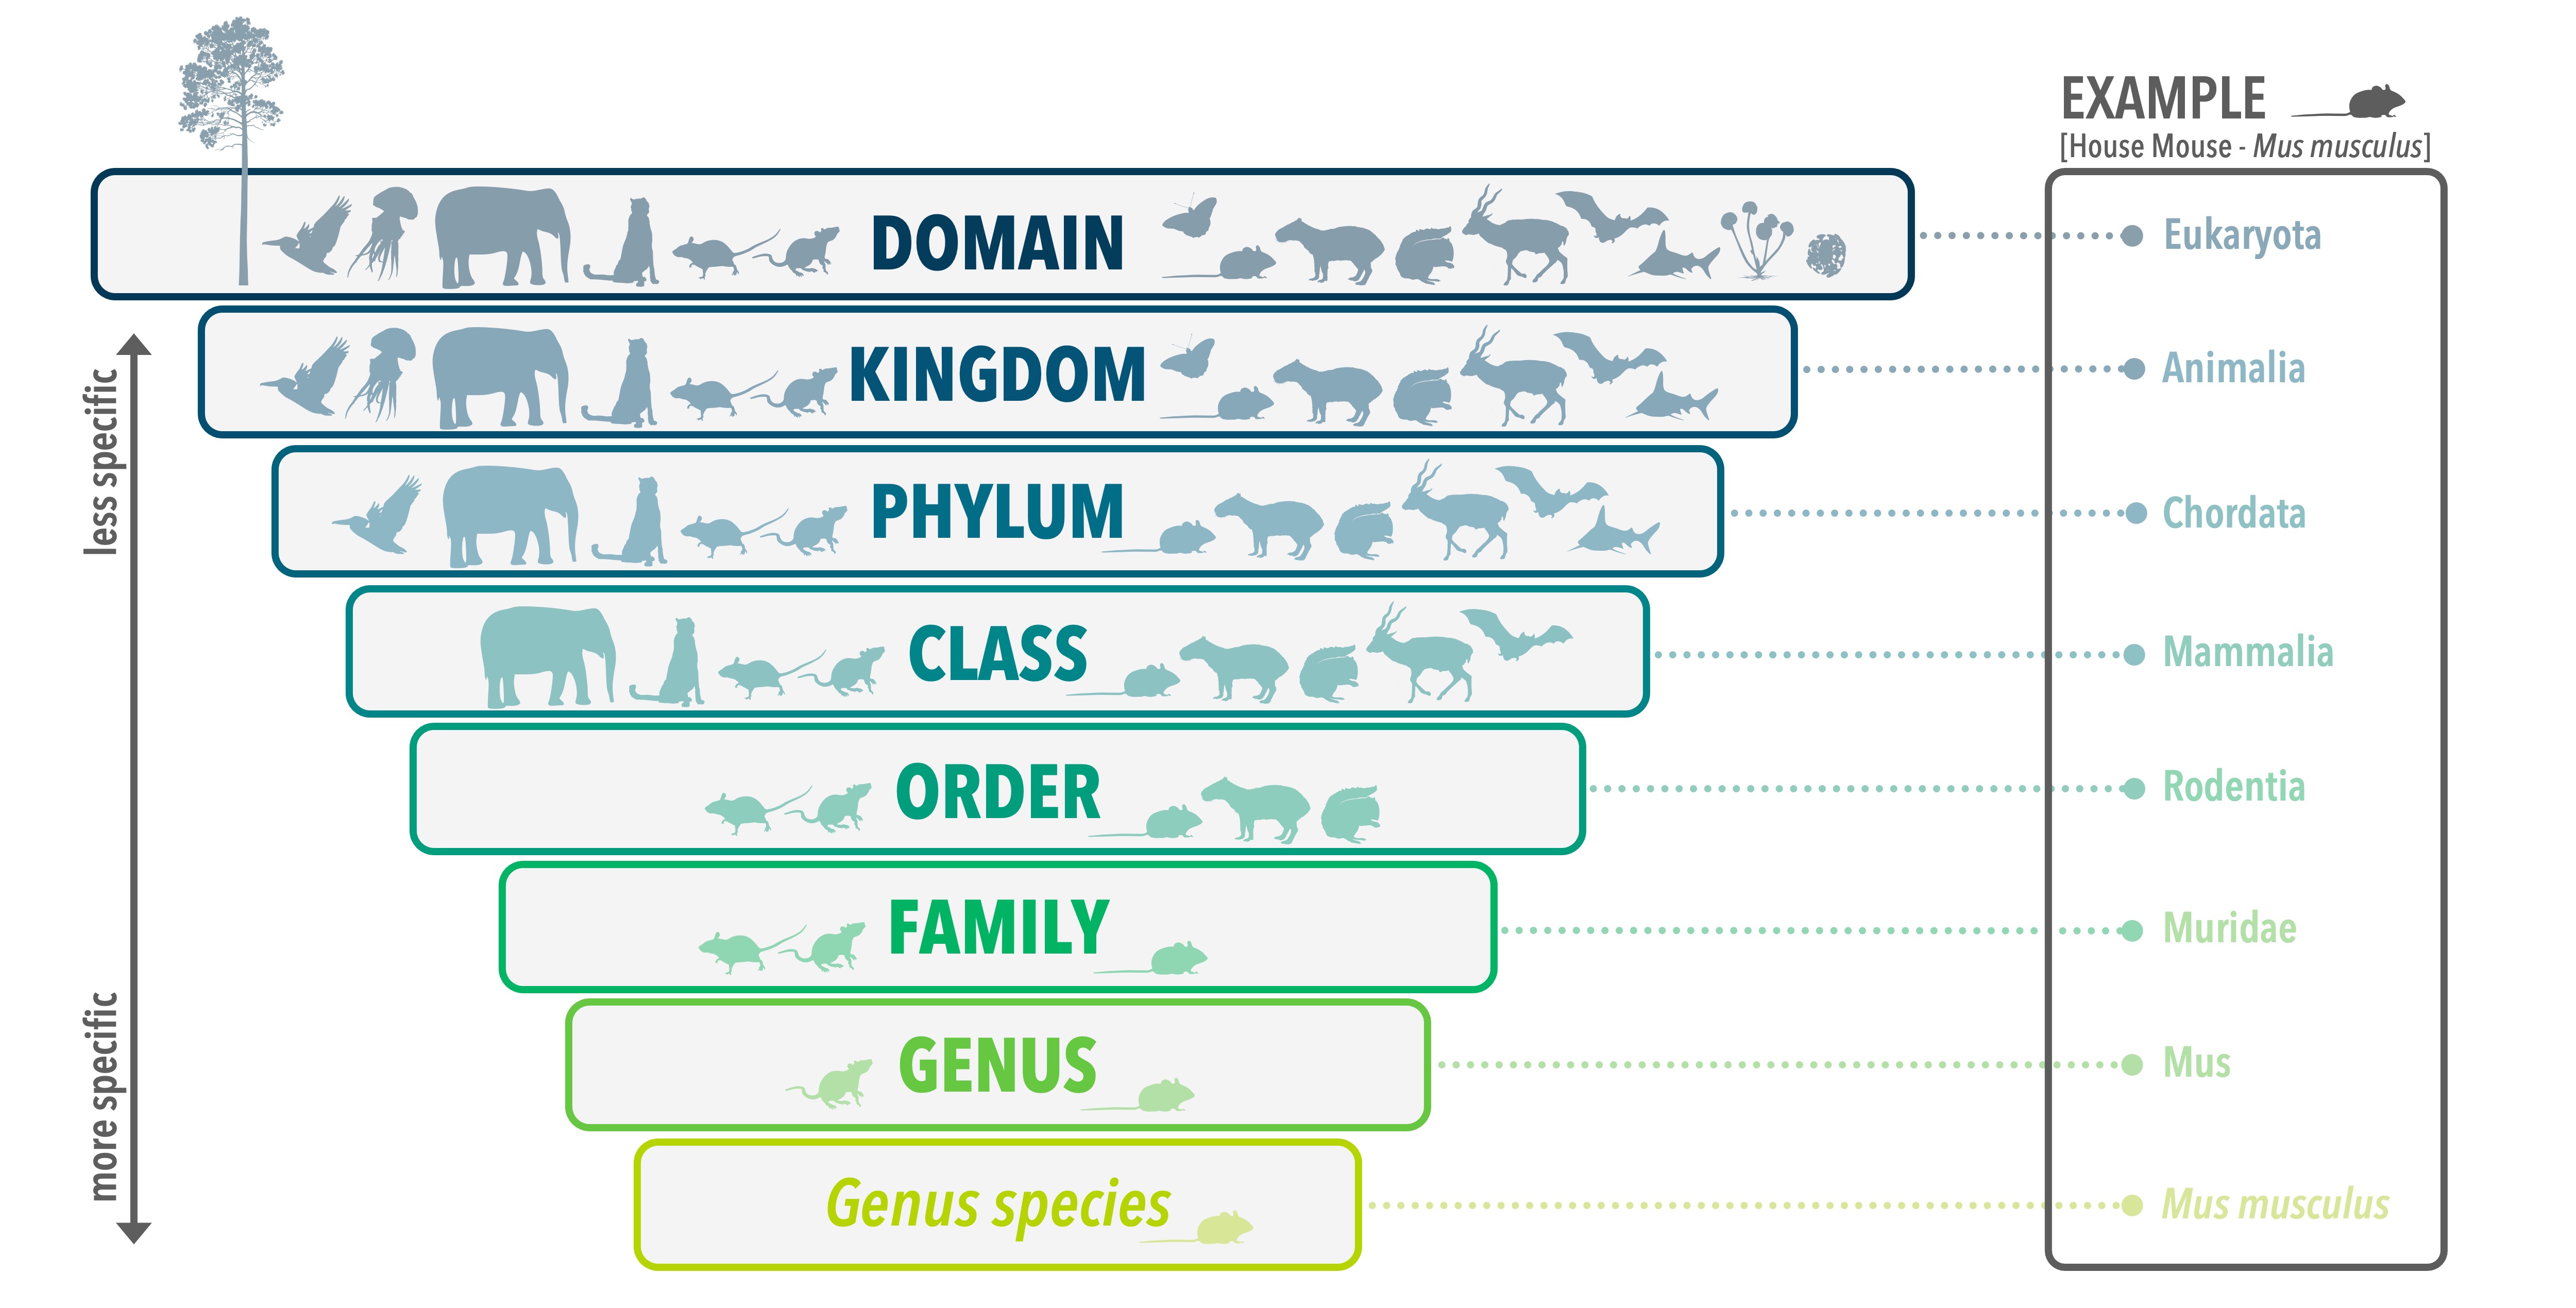 EXAMPLE
[House Mouse - Mus musculus]
DOMAIN
Eukaryota
KINGDOM
Animalia
less specific
PHYLUM
Chordata
CLASS
Mammalia
ORDER
Rodentia
FAMILY
Muridae
more specific
GENUS
Mus
Genus species
Mus musculus